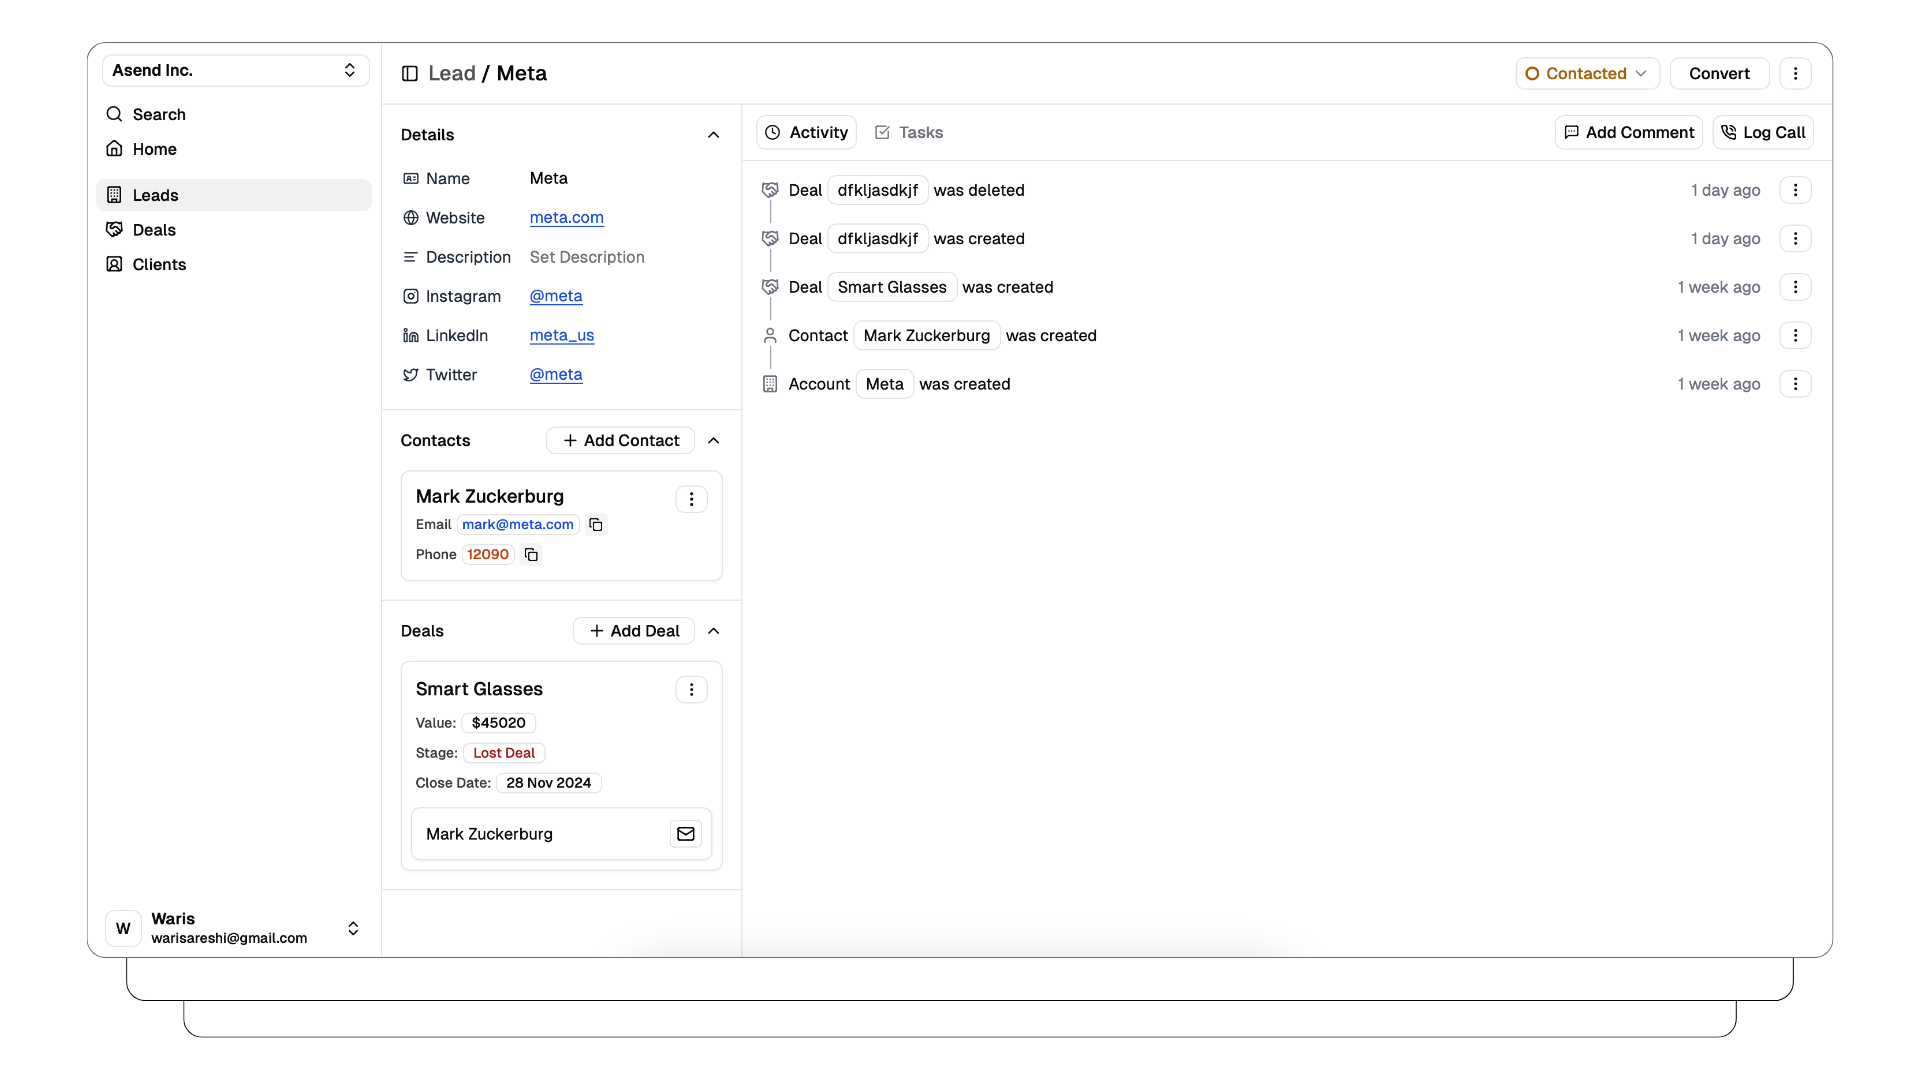 Asend Inc.
Search
Home
Leads
Deals
Clients
Waris
W
warisareshi@gmail.com
Lead / Meta
Contacted
Convert
Details
Name Meta
Website meta.com
Description Set Description
Instagram @meta
LinkedIn meta_us
Twitter @meta
Contacts
Add Contact
Mark Zuckerburg
Email mark@meta.com
Phone 12090
Deals
Add Deal
Smart Glasses
Value: $45020
Stage: Lost Deal
Close Date: 28 Nov 2024
Mark Zuckerburg
Activity
Tasks
Add Comment
Log Call
Deal dfkljasdkjf was deleted 1 day ago
Deal dfkljasdkjf was created 1 day ago
Deal Smart Glasses was created 1 week ago
Contact Mark Zuckerburg was created 1 week ago
Account Meta was created 1 week ago